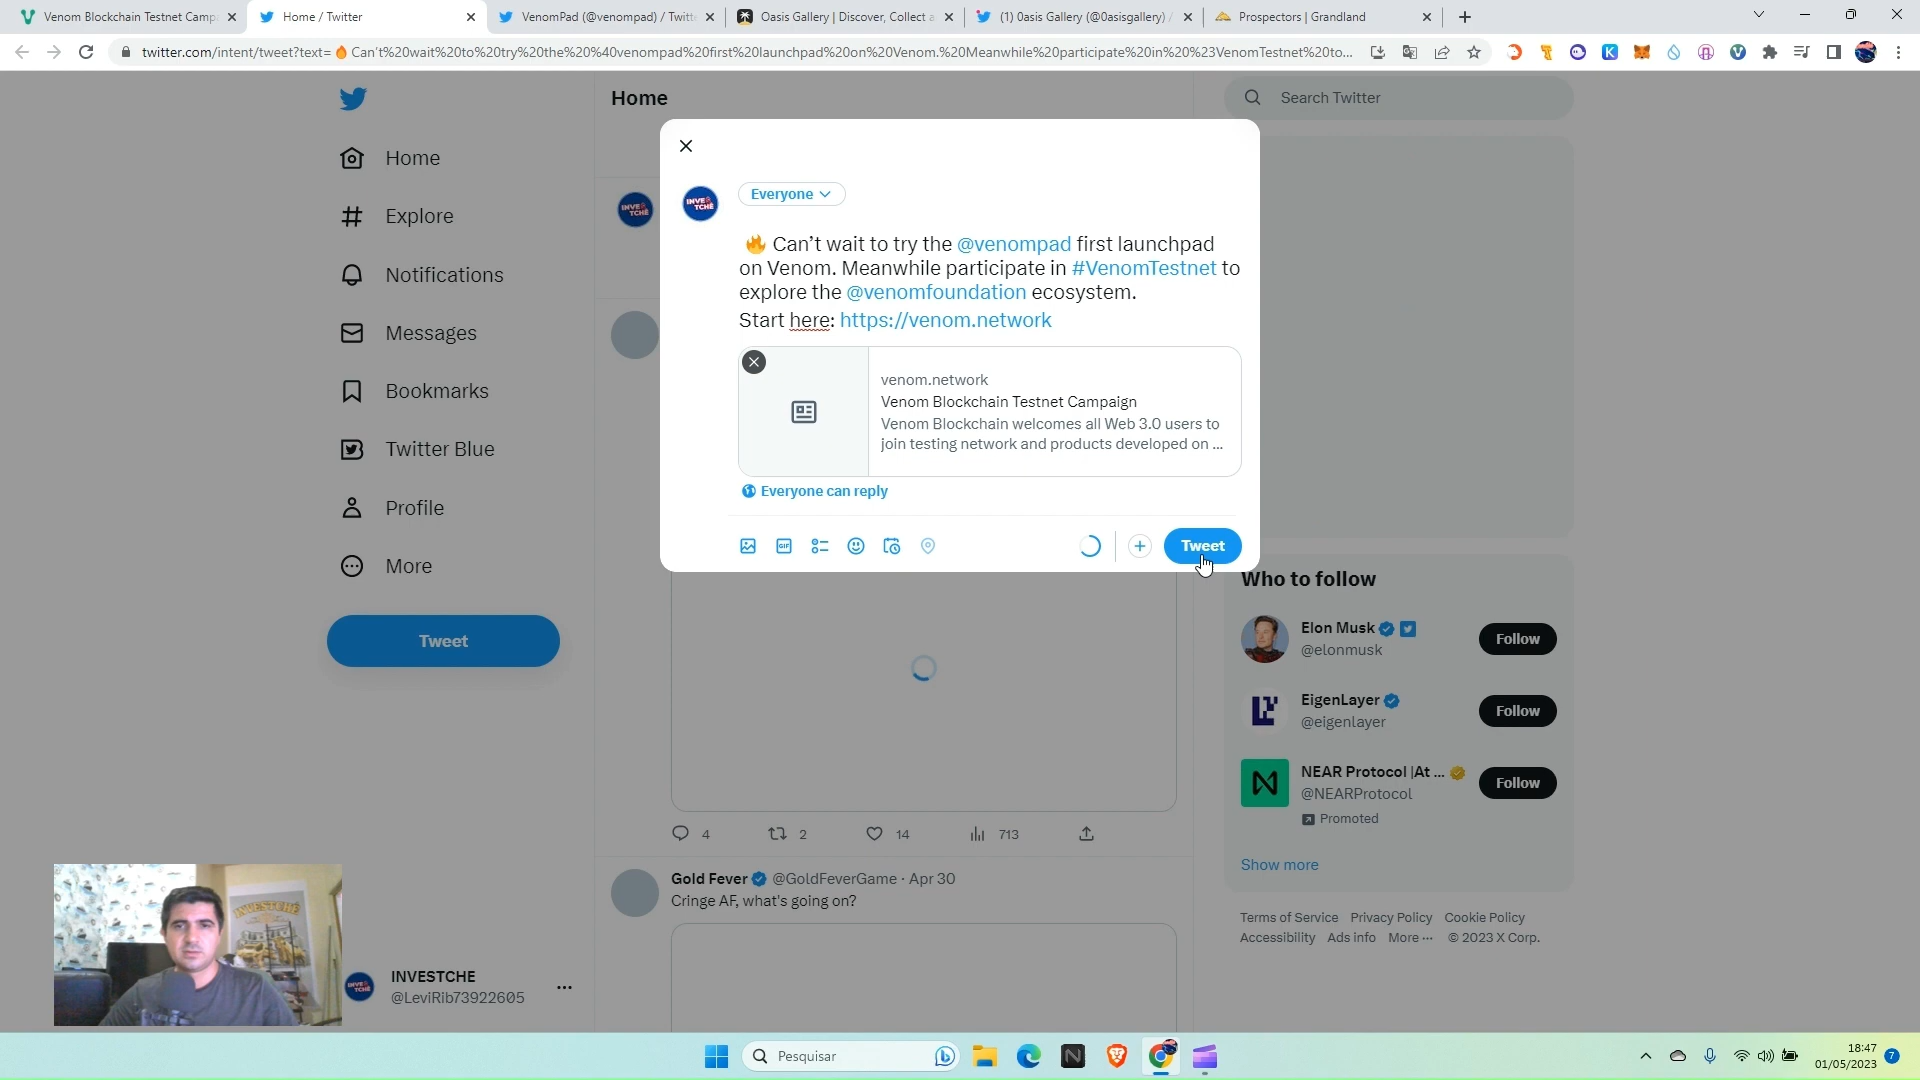 Venom Blockchain Testnet Camp
Home / Twitter
VenomPad (@venompad) / Twitt
Oasis Gallery | Discover, Collect a
(1) 0asis Gallery (@0asisgallery) /
Prospectors | Grandland
twitter.com/intent/tweet?text=🔥Can't%20wait%20to%20try%20the%20%40venompad%20first%20launchpad%20on%20Venom.%20Meanwhile%20participate%20in%20%23VenomTestnet%20to...
Home
Search Twitter
Home
Explore
Notifications
Messages
Bookmarks
Twitter Blue
Profile
More
Tweet
Everyone
🔥 Can't wait to try the @venompad first launchpad
on Venom. Meanwhile participate in #VenomTestnet to
explore the @venomfoundation ecosystem.
Start here: https://venom.network
venom.network
Venom Blockchain Testnet Campaign
Venom Blockchain welcomes all Web 3.0 users to
join testing network and products developed on ...
Everyone can reply
GIF
Tweet
4 2 14 713
Gold Fever @GoldFeverGame · Apr 30
Cringe AF, what's going on?
Who to follow
Elon Musk
@elonmusk
Follow
EigenLayer
@eigenlayer
Follow
NEAR Protocol |At ...
@NEARProtocol
Follow
Promoted
Show more
Terms of Service Privacy Policy Cookie Policy
Accessibility Ads info More ··· © 2023 X Corp.
INVESTCHÊ
INVESTCHE
@LeviRib73922605
Pesquisar
18:47
01/05/2023
7